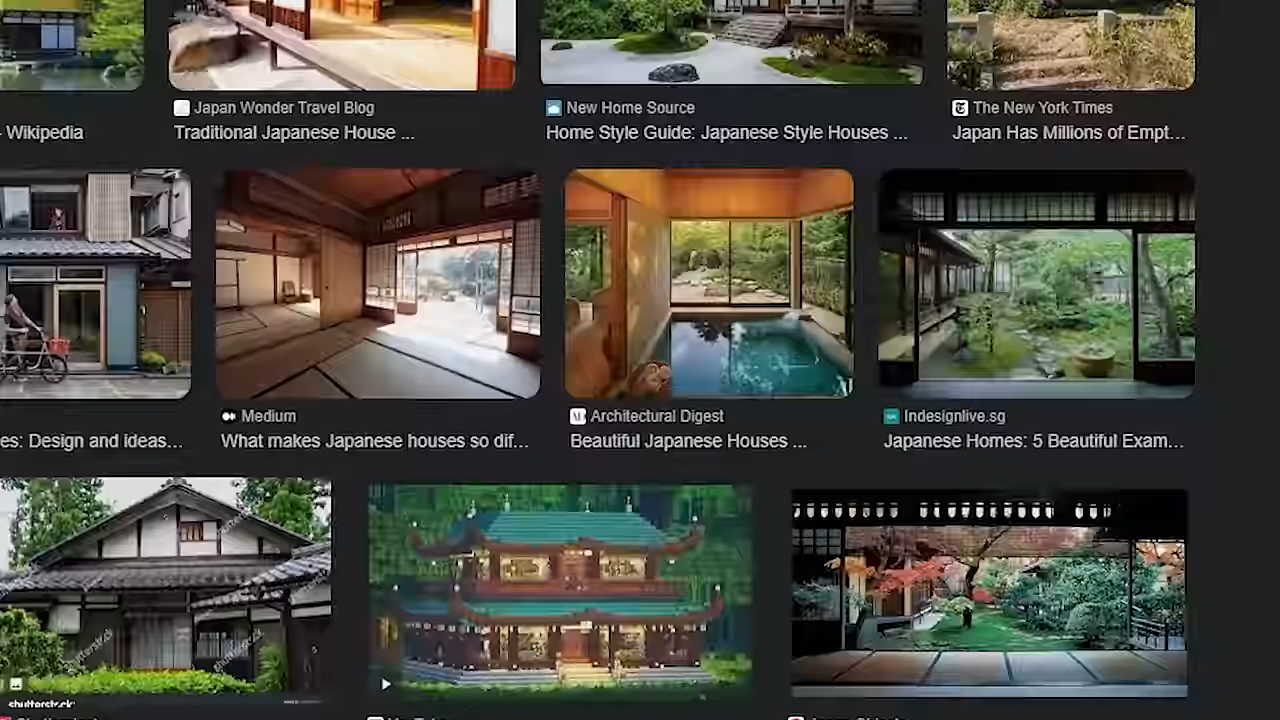 Japan Wonder Travel Blog
New Home Source
The New York Times
- Wikipedia
Traditional Japanese House ...
Home Style Guide: Japanese Style Houses ...
Japan Has Millions of Empt...
Medium
Architectural Digest
Indesignlive.sg
es: Design and ideas...
What makes Japanese houses so dif...
Beautiful Japanese Houses ...
Japanese Homes: 5 Beautiful Exam...
shutterstock
shutterstock
shutterstock